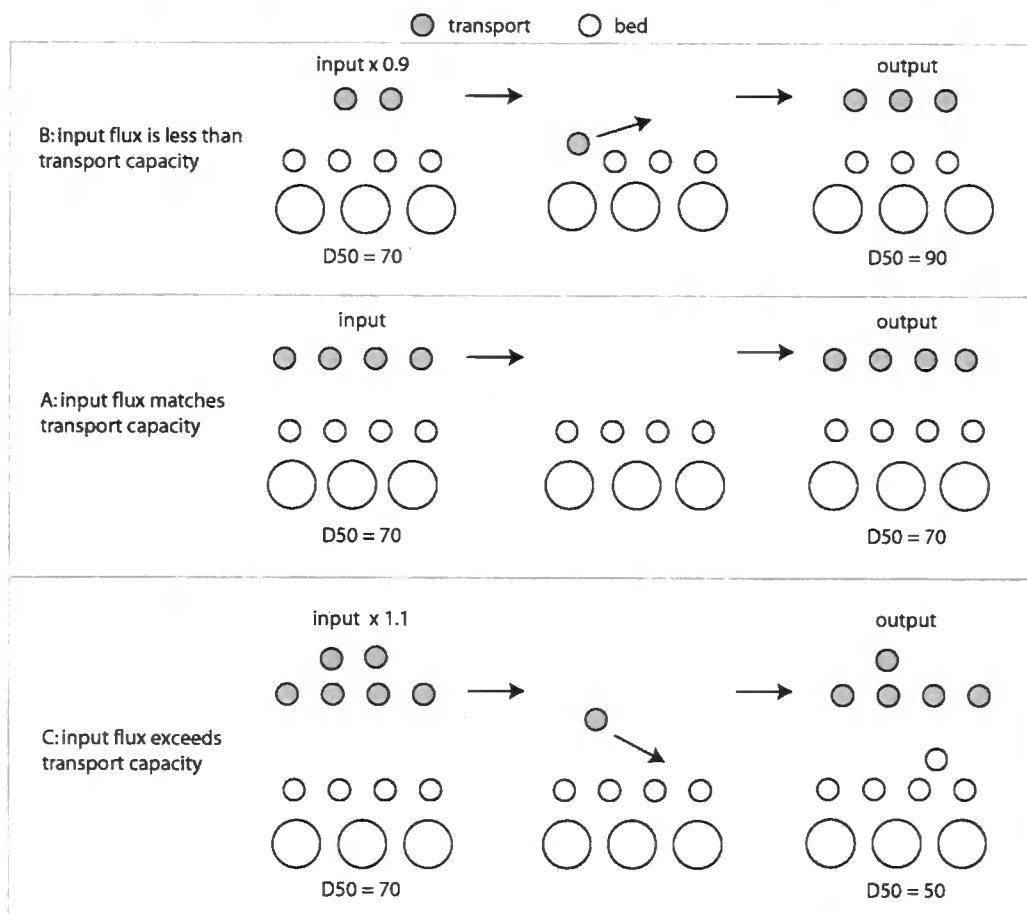 transport bed
input x 0.9 output
B: input flux is less than
transport capacity
D50 = 70 D50 = 90
input output
A: input flux matches
transport capacity
D50 = 70 D50 = 70
input x 1.1 output
C: input flux exceeds
transport capacity
D50 = 70 D50 = 50